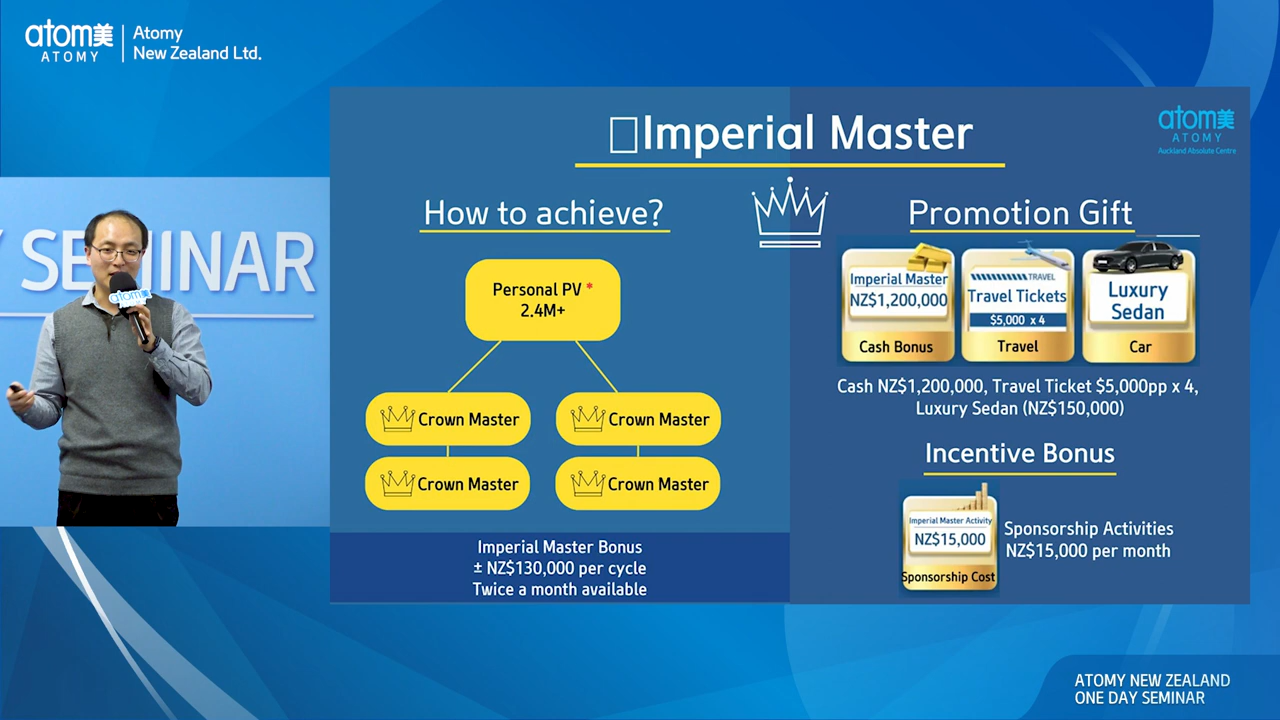 atom美
ATOMY
Atomy
New Zealand Ltd.
SEMINAR
atom美
Imperial Master
atom美
ATOMY
Auckland Absolute Centre
How to achieve?
Personal PV *
2.4M+
Crown Master
Crown Master
Crown Master
Crown Master
Imperial Master Bonus
± NZ$130,000 per cycle
Twice a month available
Promotion Gift
Imperial Master
NZ$1,200,000
Cash Bonus
TRAVEL
Travel Tickets
$5,000 x 4
Travel
Luxury
Sedan
Car
Cash NZ$1,200,000, Travel Ticket $5,000pp x 4,
Luxury Sedan (NZ$150,000)
Incentive Bonus
Imperial Master Activity
NZ$15,000
Sponsorship Cost
Sponsorship Activities
NZ$15,000 per month
ATOMY NEW ZEALAND
ONE DAY SEMINAR